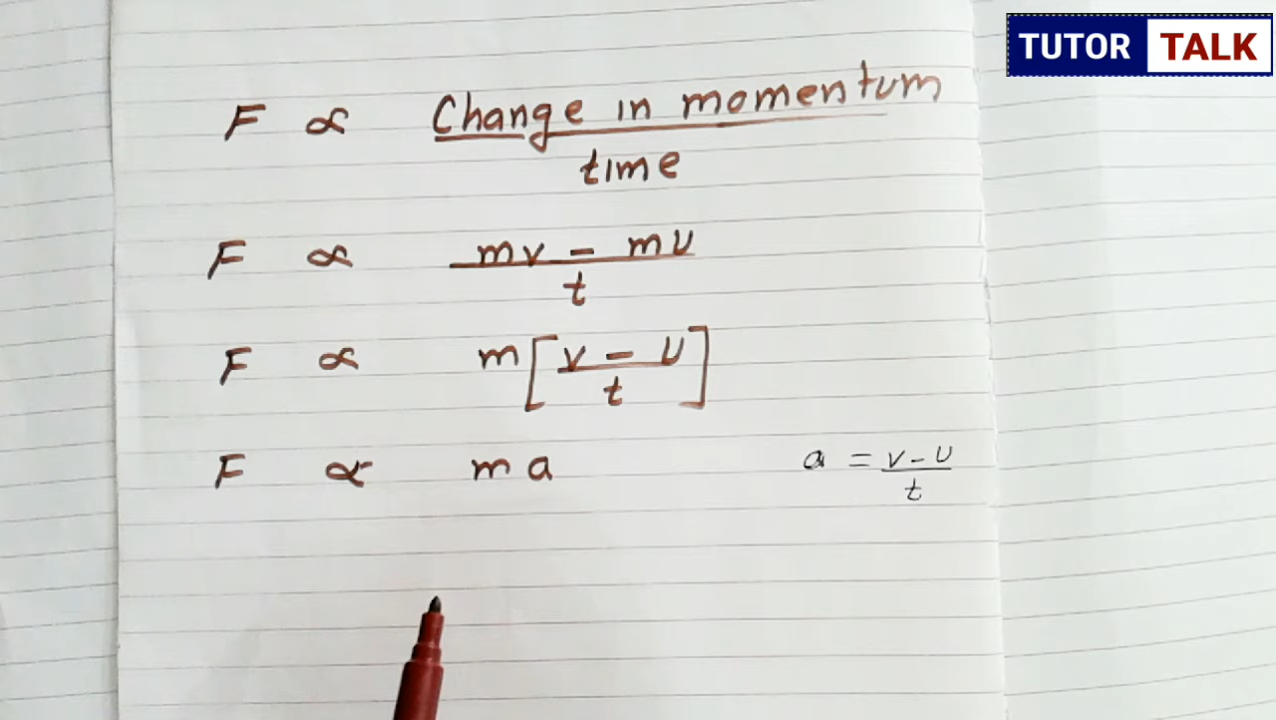 TUTOR TALK
F ∝ Change in momentum
time
F ∝ mv - mu
t
F ∝ m [v - u]
t
F ∝ ma
a = v - u
t